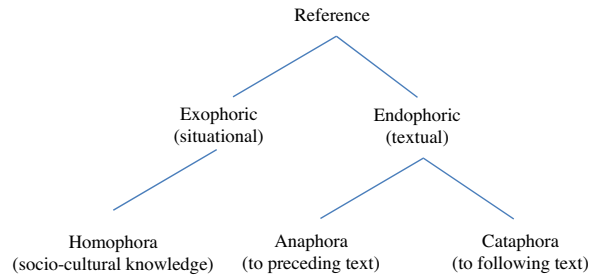 Reference
Exophoric
(situational)
Endophoric
(textual)
Homophora
(socio-cultural knowledge)
Anaphora
(to preceding text)
Cataphora
(to following text)